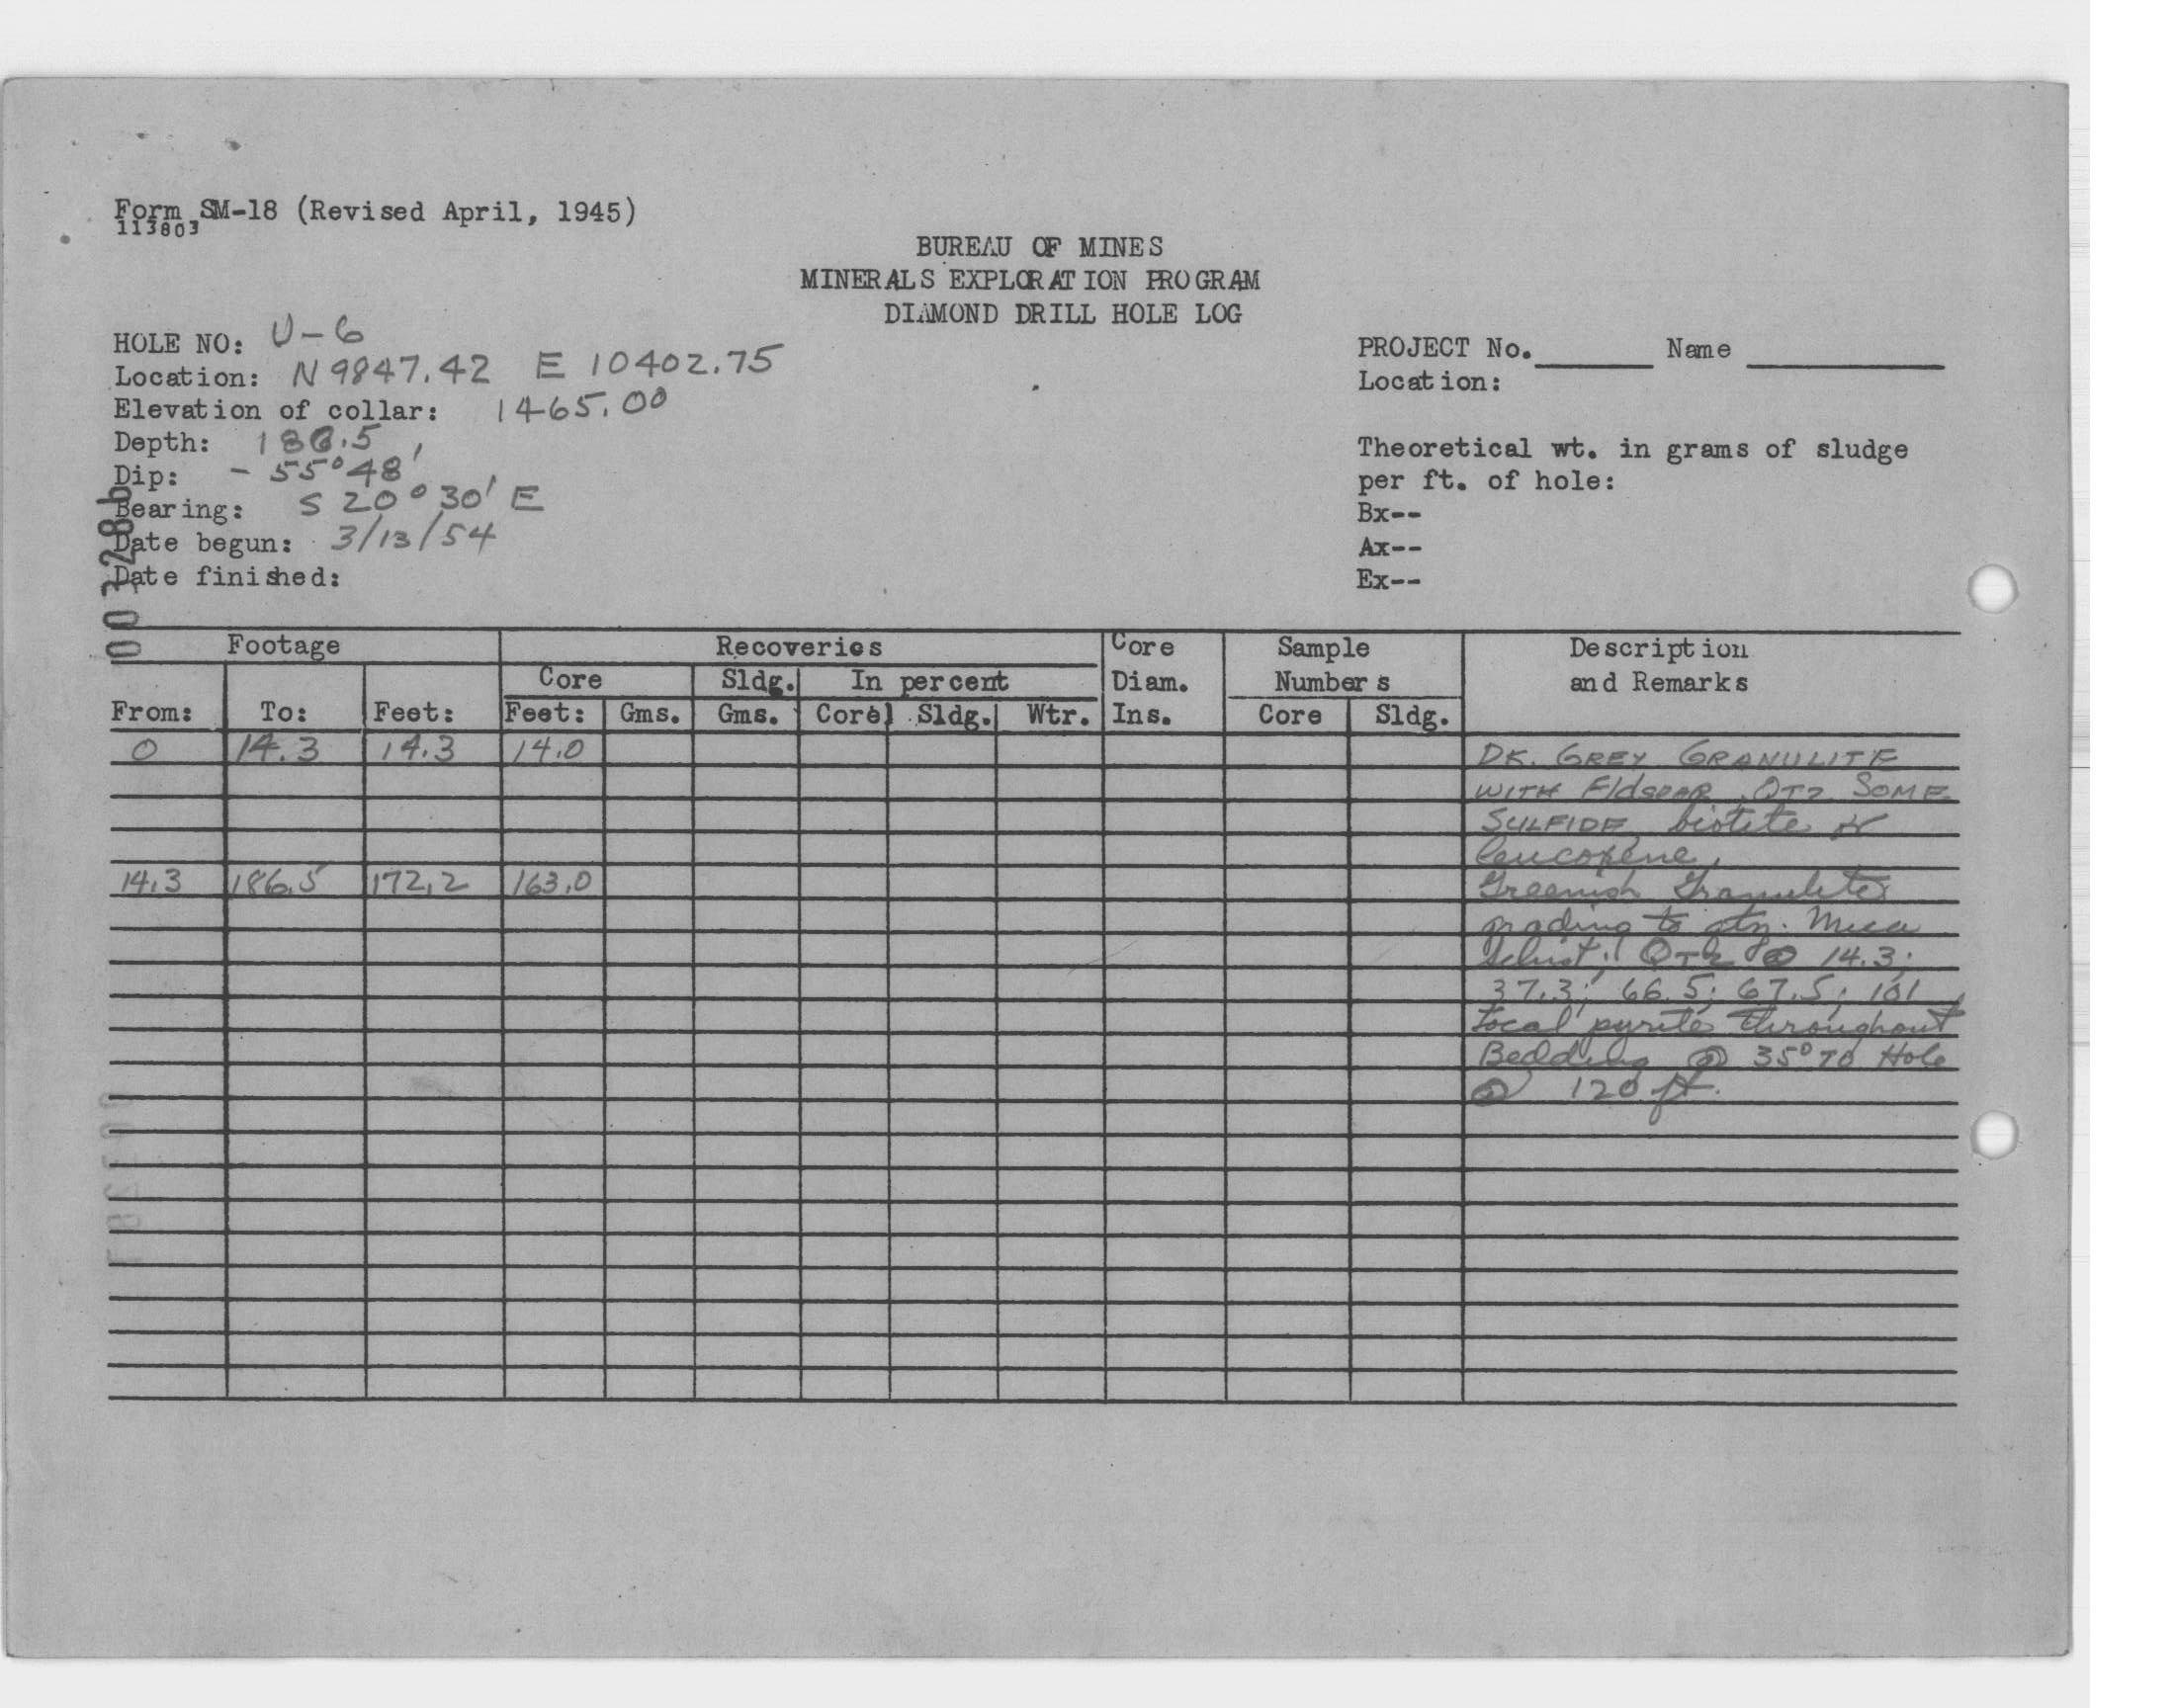 Form SM-18 (Revised April, 1945)
113803
BUREAU OF MINES
MINERALS EXPLORATION PROGRAM
DIAMOND DRILL HOLE LOG
HOLE NO: U-6
Location: N 9847.42 E 10402.75
Elevation of collar: 1465.00
Depth: 186.5
Dip: - 55°48'
Bearing: S 20°30' E
Date begun: 3/13/54
Date finished:
PROJECT No. Name
Location:
Theoretical wt. in grams of sludge
per ft. of hole:
Bx--
Ax--
Ex--
Footage Recoveries Core Sample Description
Core Sldg. In percent Diam. Numbers and Remarks
From: To: Feet: Feet: Gms. Gms. Core Sldg. Wtr. Ins. Core Sldg.
0 14.3 14.3 14.0 DK. GREY GRANULITE
WITH Fldspar, QTZ. SOME
SULFIDE, biotite &
leucoxene.
14.3 186.5 172.2 163.0 Greenish Granulite
grading to Mica
Schist; QTZ @ 14.3;
37.3; 66.5; 67.5; 101
Local pyrite throughout
Bedding @ 35° TO Hole
@ 120 ft.